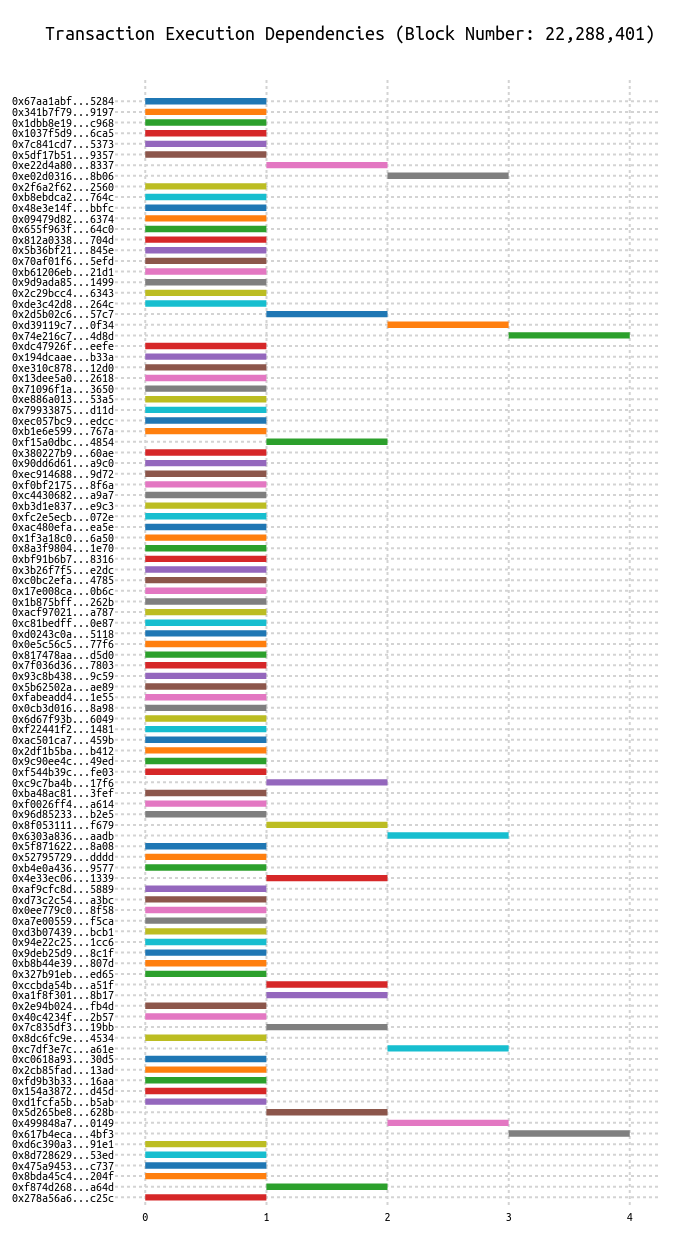 Transaction Execution Dependencies (Block Number: 22,288,401)
0x67aa1abf...5284
0x341b7f79...9197
0x1dbb8e19...c968
0x1037f5d9...6ca5
0x7c841cd7...5373
0x5df17b51...9357
0xe22d4a80...8337
0xe02d0316...8b06
0x2f6a2f62...2560
0xb8ebdca2...764c
0x48e3e14f...bbfc
0x09479d82...6374
0x655f963f...64c0
0x812a0338...704d
0x5b36bf21...845e
0x70af01f6...5efd
0xb61206eb...21d1
0x9d9ada85...1499
0x2c29bcc4...6343
0xde3c42d8...264c
0x2d5b02c6...57c7
0xd39119c7...0f34
0x74e216c7...4d8d
0xdc47926f...eefe
0x194dcaae...b33a
0xe310c878...12d0
0x13dee5a0...2618
0x71096f1a...3650
0xe886a013...53a5
0x79933875...d11d
0xec057bc9...edcc
0xb1e6e599...767a
0xf15a0dbc...4854
0x380227b9...60ae
0x90dd6d61...a9c0
0xec914688...9d72
0xf0bf2175...8f6a
0xc4430682...a9a7
0xb3d1e837...e9c3
0xfc2e5ecb...072e
0xac480efa...ea5e
0x1f3a18c0...6a50
0x8a3f9804...1e70
0xbf91b6b7...8316
0x3b26f7f5...e2dc
0xc0bc2efa...4785
0x17e008ca...0b6c
0x1b875bff...262b
0xacf97021...a787
0xc81bedff...0e87
0xd0243c0a...5118
0x0e5c56c5...77f6
0x817478aa...d5d0
0x7f036d36...7803
0x93c8b438...9c59
0x5b62502a...ae89
0xfabeadd4...1e55
0x0cb3d016...8a98
0x6d67f93b...6049
0xf22441f2...1481
0xac501ca7...459b
0x2df1b5ba...b412
0x9c90ee4c...49ed
0xf544b39c...fe03
0xc9c7ba4b...17f6
0xba48ac81...3fef
0xf0026ff4...a614
0x96d85233...b2e5
0x8f053111...f679
0x6303a836...aadb
0x5f871622...8a08
0x52795729...dddd
0xb4e0a436...9577
0x4e33ec06...1339
0xaf9cfc8d...5889
0xd73c2c54...a3bc
0x0ee779c0...8f58
0xa7e00559...f5ca
0xd3b07439...bcb1
0x94e22c25...1cc6
0x9deb25d9...8c1f
0xb8b44e39...807d
0x327b91eb...ed65
0xccbda54b...a51f
0xa1f8f301...8b17
0x2e94b024...fb4d
0x40c4234f...2b57
0x7c835df3...19bb
0x8dc6fc9e...4534
0xc7df3e7c...a61e
0xc0618a93...30d5
0x2cb85fad...13ad
0xfd9b3b33...16aa
0x154a3872...d45d
0xd1fcfa5b...b5ab
0x5d265be8...628b
0x499848a7...0149
0x617b4eca...4bf3
0xd6c390a3...91e1
0x8d728629...53ed
0x475a9453...c737
0x8bda45c4...204f
0xf874d268...a64d
0x278a56a6...c25c
0 1 2 3 4